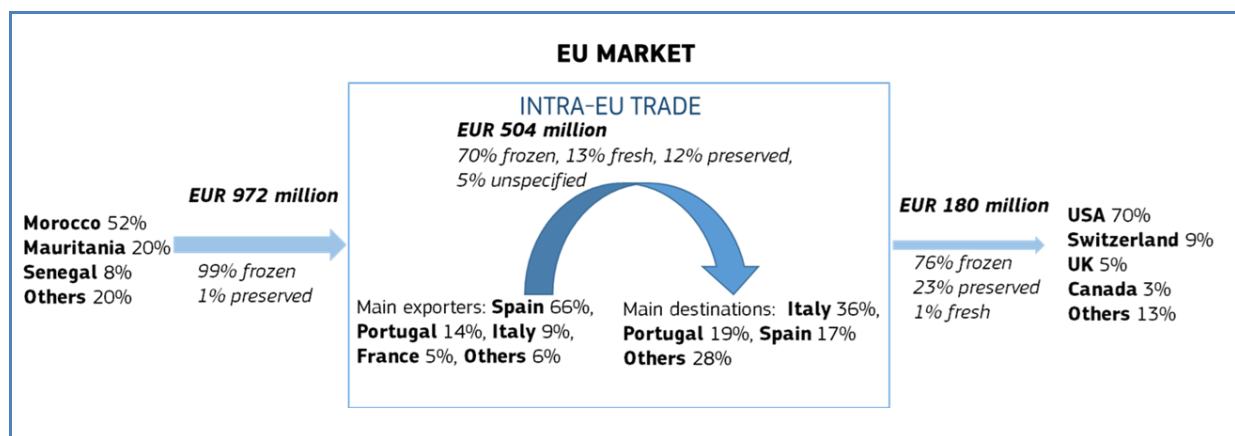 EU MARKET
INTRA-EU TRADE
EUR 504 million
70% frozen, 13% fresh, 12% preserved,
5% unspecified
EUR 972 million
Morocco 52%
Mauritania 20%
Senegal 8%
Others 20%
99% frozen
1% preserved
Main exporters: Spain 66%,
Portugal 14%, Italy 9%,
France 5%, Others 6%
Main destinations: Italy 36%,
Portugal 19%, Spain 17%
Others 28%
EUR 180 million
76% frozen
23% preserved
1% fresh
USA 70%
Switzerland 9%
UK 5%
Canada 3%
Others 13%